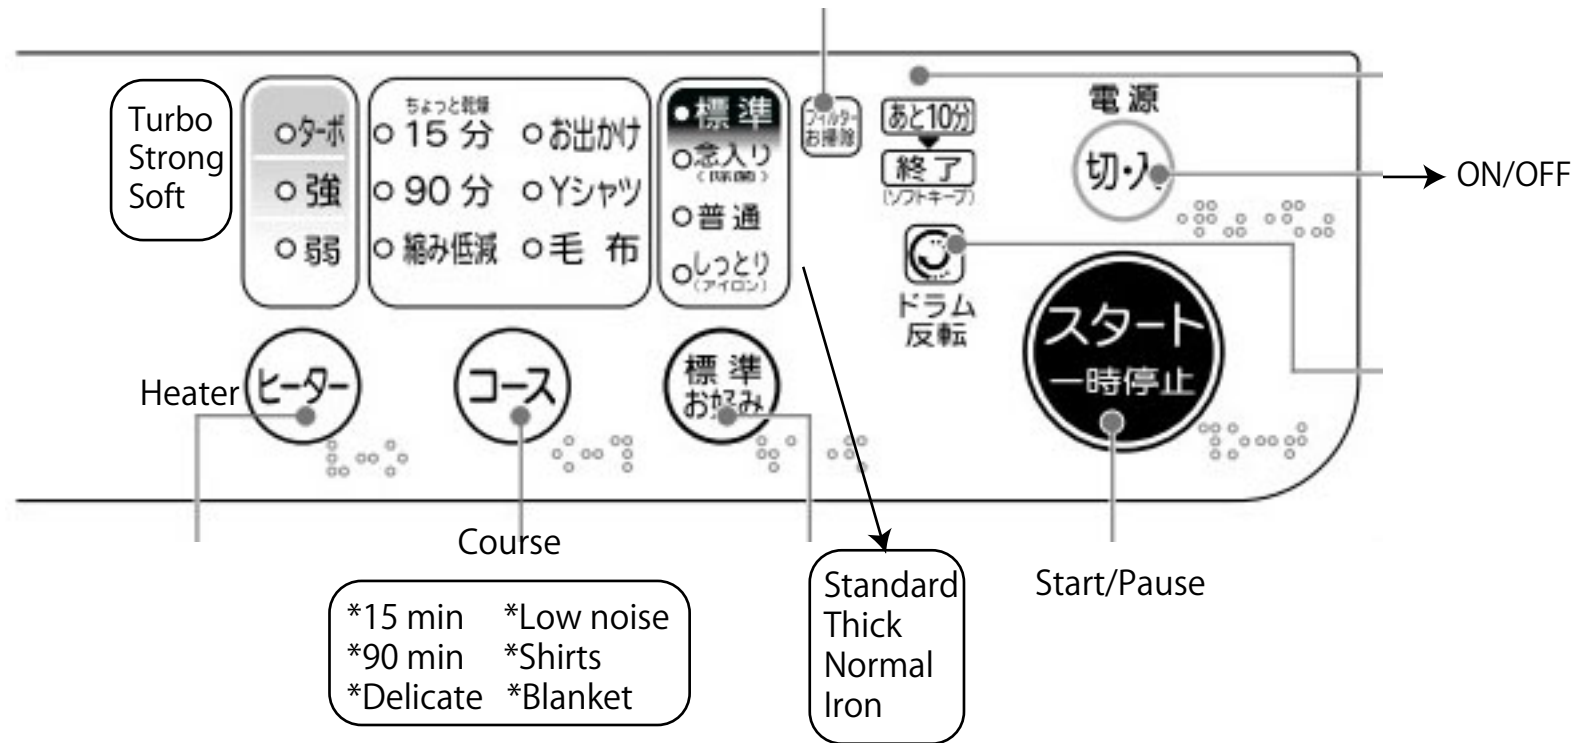 Turbo
Strong
Soft
ターボ
強
弱
ちょっと乾燥
15 分
お出かけ
90 分
Yシャツ
縮み低減
毛 布
標 準
念入り
(除菌)
普 通
しっとり
(アイロン)
フィルター
お掃除
あと10分
終 了
(ソフトキープ)
ドラム
反転
電 源
切・入
ON/OFF
スタート
一時停止
Heater
ヒーター
コース
標 準
お好み
Course
*15 min *Low noise
*90 min *Shirts
*Delicate *Blanket
Standard
Thick
Normal
Iron
Start/Pause